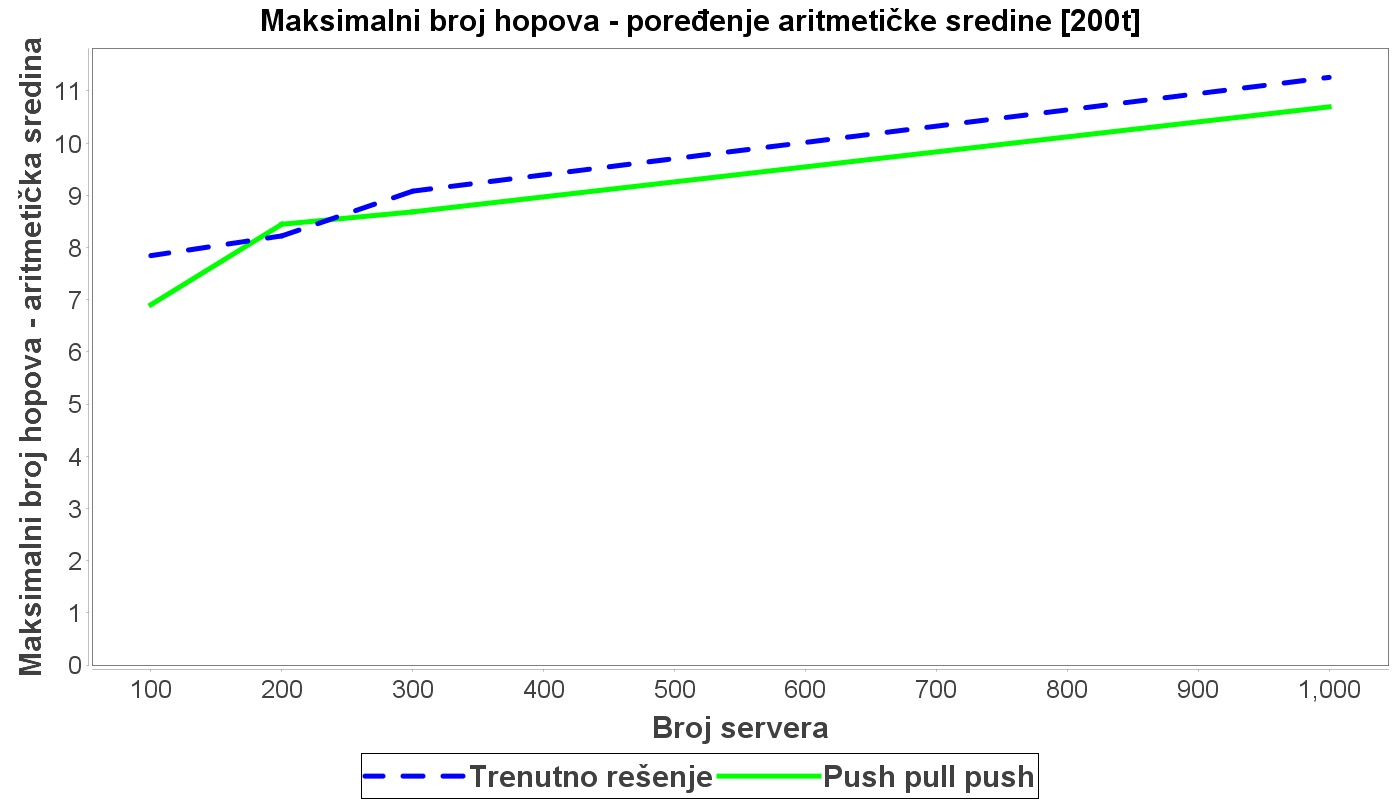 Maksimalni broj hopova - poređenje aritmetičke sredine [200t]
Maksimalni broj hopova - aritmetička sredina
11
10
9
8
7
6
5
4
3
2
1
0
100 200 300 400 500 600 700 800 900 1,000
Broj servera
Trenutno rešenje Push pull push